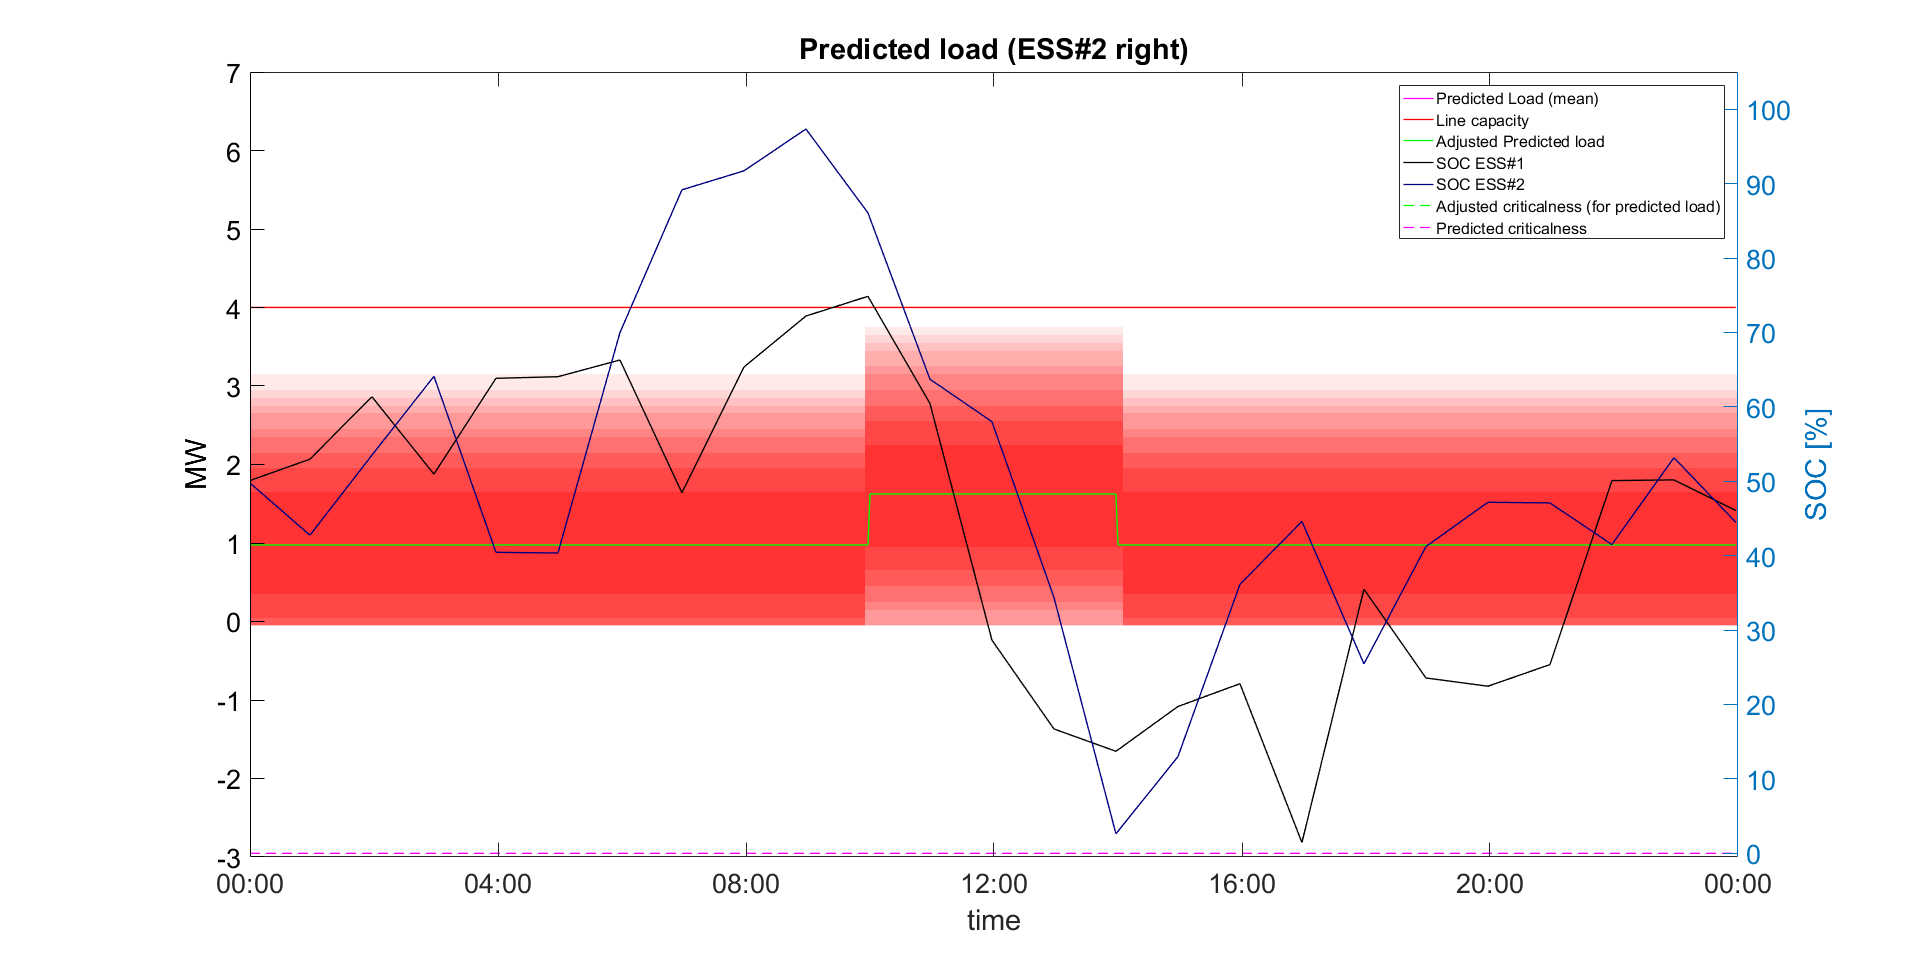 Predicted load (ESS#2 right)
7
6
5
4
3
2
1
0
-1
-2
-3
MW
Predicted Load (mean)
Line capacity
Adjusted Predicted load
SOC ESS#1
SOC ESS#2
Adjusted criticalness (for predicted load)
Predicted criticalness
100
90
80
70
60
50
40
30
20
10
0
SOC [%]
00:00 04:00 08:00 12:00 16:00 20:00 00:00
time